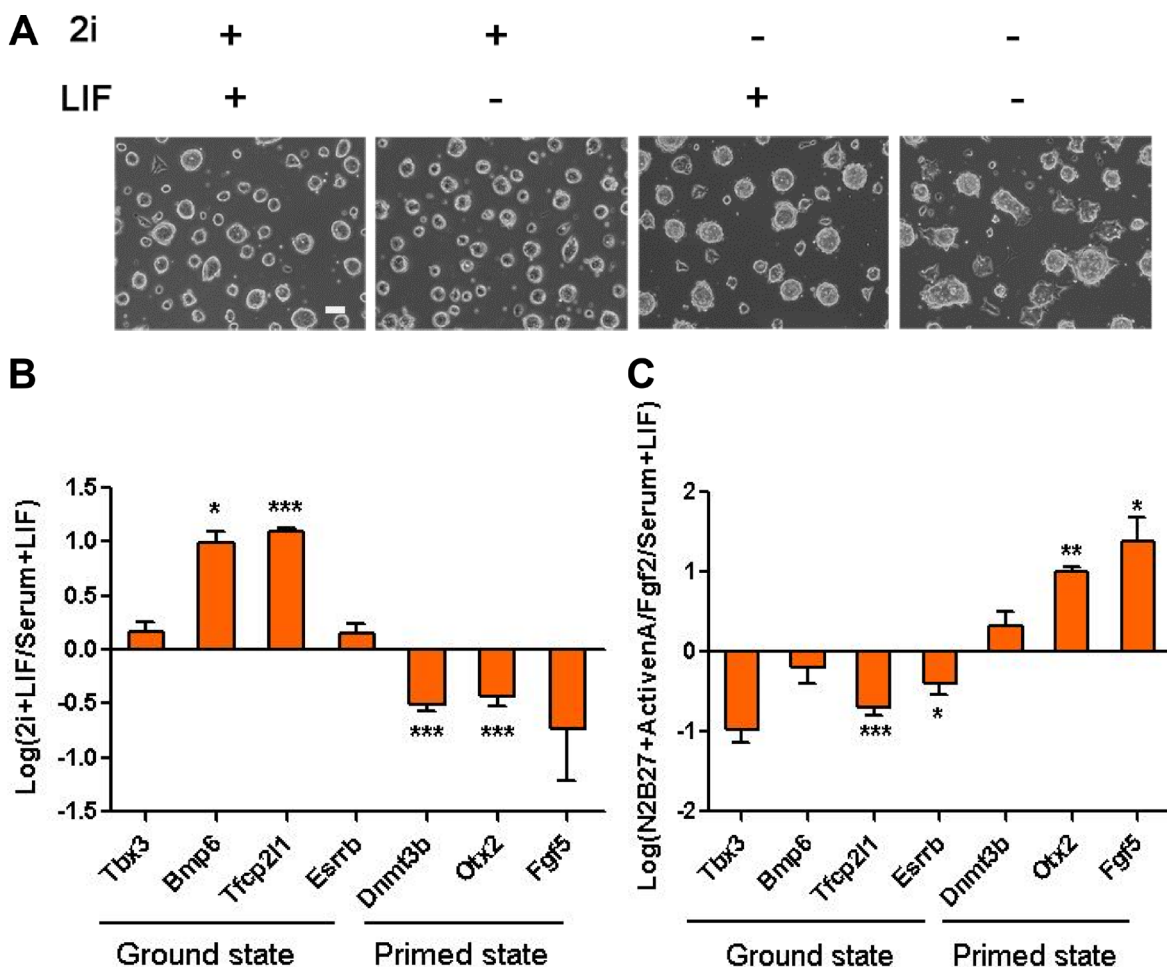 A 2i + + - -
LIF + - + -
B
Log(2i+LIF/Serum+LIF)
1.5
1.0
0.5
0.0
-0.5
-1.0
-1.5
* *** *** ***
Tbx3 Bmp6 Tfcp2l1 Esrrb Dnmt3b Otx2 Fgf5
Ground state Primed state
C
Log(N2B27+ActivenA/Fgf2/Serum+LIF)
2
1
0
-1
-2
*** * ** *
Tbx3 Bmp6 Tfcp2l1 Esrrb Dnmt3b Otx2 Fgf5
Ground state Primed state